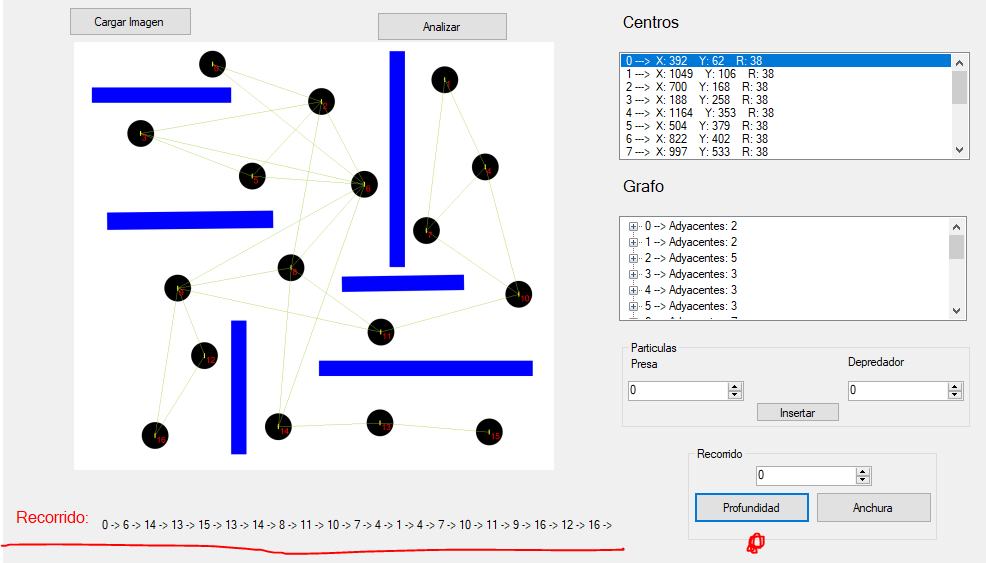 Cargar Imagen
Analizar
Centros
0 ---> X: 392 Y: 62 R: 38
1 ---> X: 1049 Y: 106 R: 38
2 ---> X: 700 Y: 168 R: 38
3 ---> X: 188 Y: 258 R: 38
4 ---> X: 1164 Y: 353 R: 38
5 ---> X: 504 Y: 379 R: 38
6 ---> X: 822 Y: 402 R: 38
7 ---> X: 997 Y: 533 R: 38
Grafo
0 --> Adyacentes: 2
1 --> Adyacentes: 2
2 --> Adyacentes: 5
3 --> Adyacentes: 3
4 --> Adyacentes: 3
5 --> Adyacentes: 3
0
1
2
3
4
5
6
7
8
9
10
11
12
13
14
15
16
Particulas
Presa
Depredador
0
0
Insertar
Recorrido
0
Profundidad
Anchura
Recorrido: 0 -> 6 -> 14 -> 13 -> 15 -> 13 -> 14 -> 8 -> 11 -> 10 -> 7 -> 4 -> 1 -> 4 -> 7 -> 10 -> 11 -> 9 -> 16 -> 12 -> 16 ->